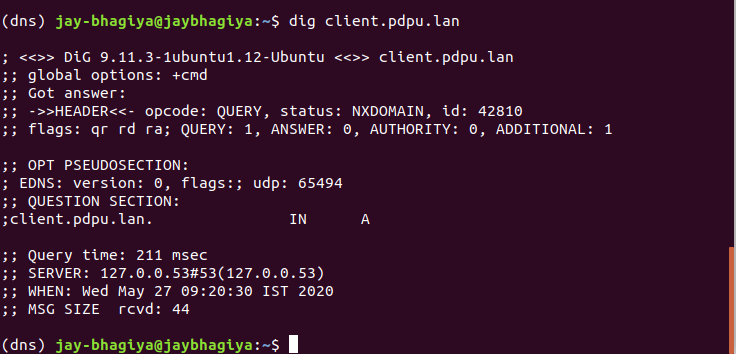 (dns) jay-bhagiya@jaybhagiya:~$ dig client.pdpu.lan
; <<>> DiG 9.11.3-1ubuntu1.12-Ubuntu <<>> client.pdpu.lan
;; global options: +cmd
;; Got answer:
;; ->>HEADER<<- opcode: QUERY, status: NXDOMAIN, id: 42810
;; flags: qr rd ra; QUERY: 1, ANSWER: 0, AUTHORITY: 0, ADDITIONAL: 1
;; OPT PSEUDOSECTION:
; EDNS: version: 0, flags:; udp: 65494
;; QUESTION SECTION:
;client.pdpu.lan. IN A
;; Query time: 211 msec
;; SERVER: 127.0.0.53#53(127.0.0.53)
;; WHEN: Wed May 27 09:20:30 IST 2020
;; MSG SIZE rcvd: 44
(dns) jay-bhagiya@jaybhagiya:~$